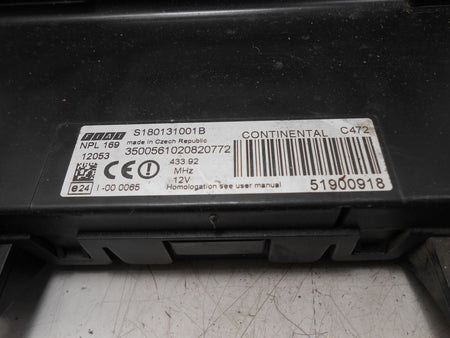 FIAT S180131001B CONTINENTAL C472
NPL 169 made in Czech Republic
12053 3500561020820772
CE 433.92
MHz
e24 I-00 0065 12V
Homologation see user manual 51900918